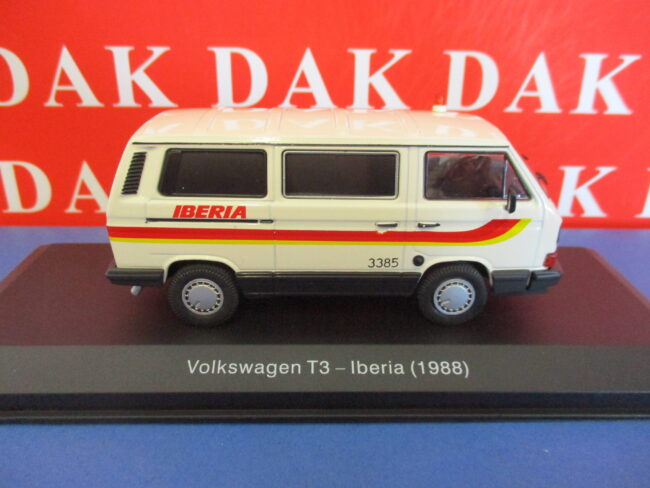 DAK DAK DAK DAK
DAK DAK
IBERIA
3385
Volkswagen T3 – Iberia (1988)